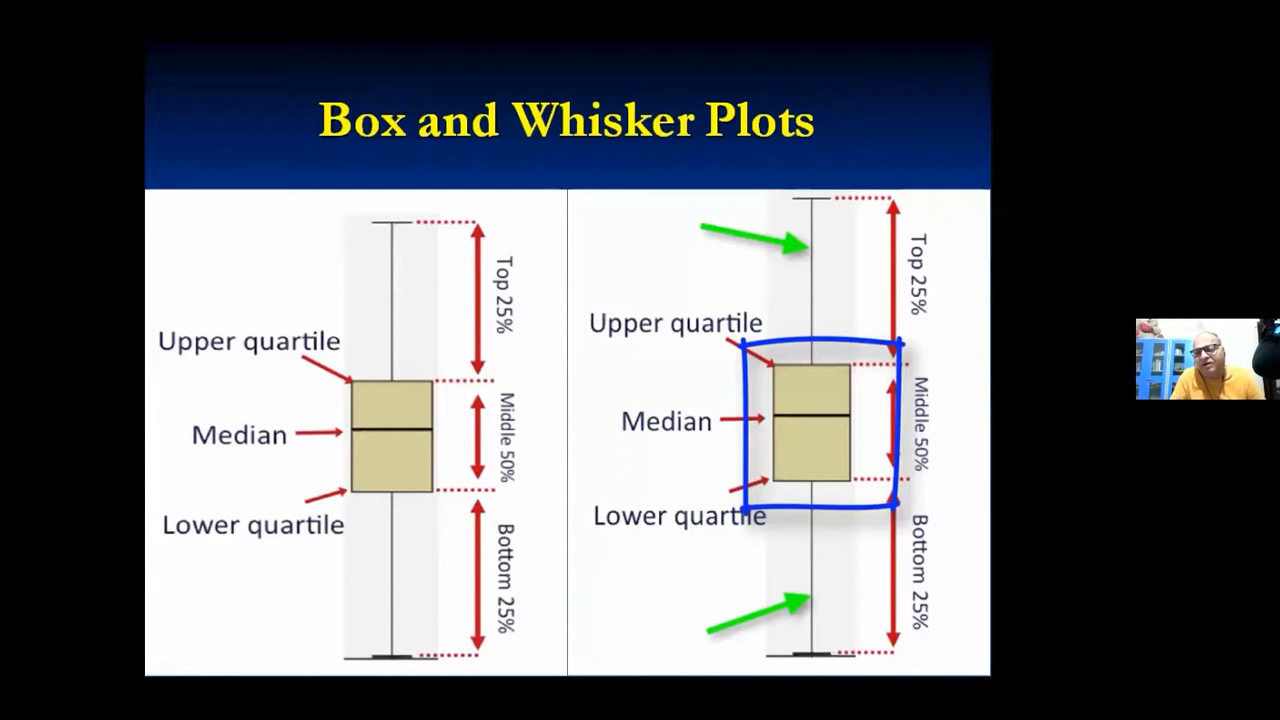 Box and Whisker Plots
Top 25%
Upper quartile
Middle 50%
Median
Lower quartile
Bottom 25%
Top 25%
Upper quartile
Middle 50%
Median
Lower quartile
Bottom 25%